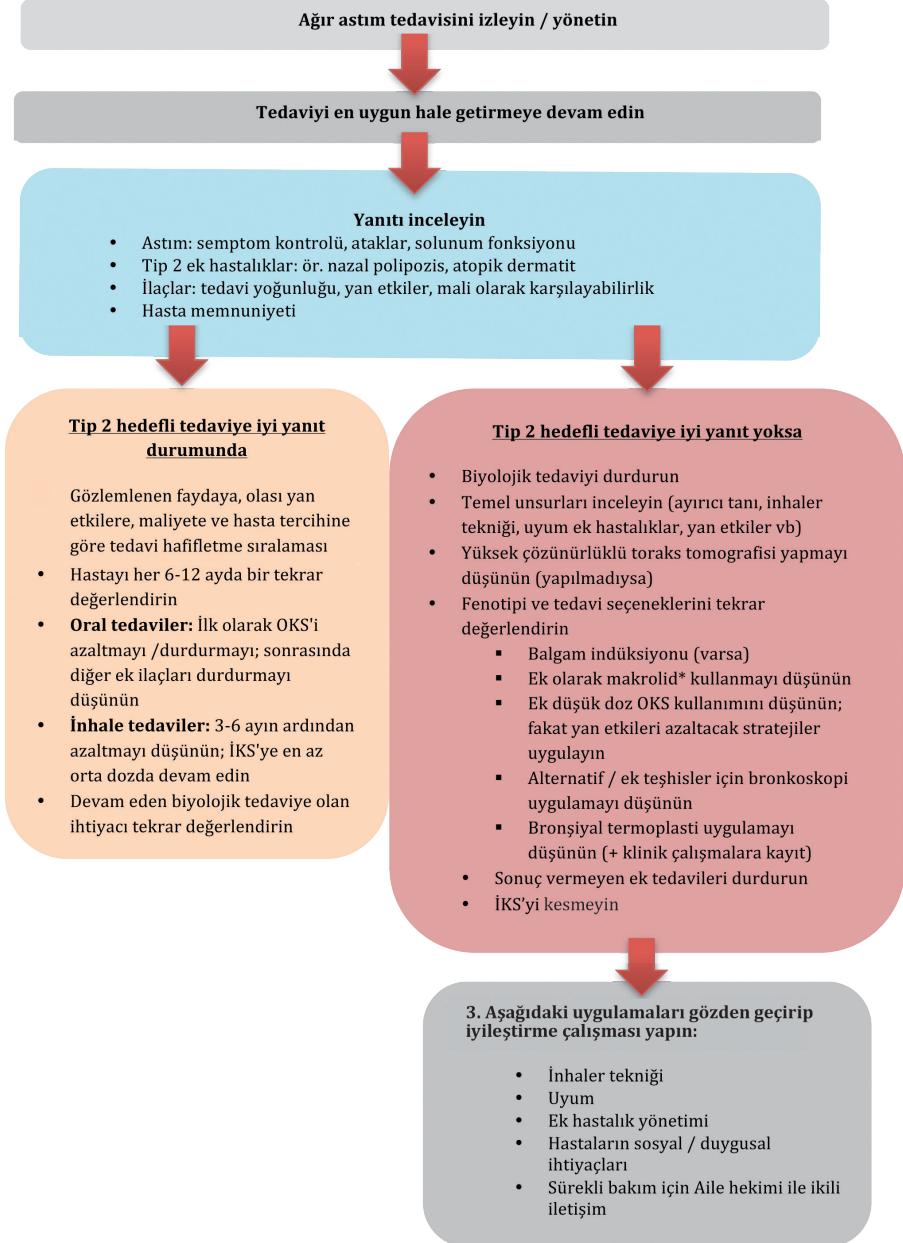 Ağır astım tedavisini izleyin / yönetin
Tedaviyi en uygun hale getirmeye devam edin
Yanıtı inceleyin
• Astım: semptom kontrolü, ataklar, solunum fonksiyonu
• Tip 2 ek hastalıklar: ör. nazal polipozis, atopik dermatit
• İlaçlar: tedavi yoğunluğu, yan etkiler, mali olarak karşılayabilirlik
• Hasta memnuniyeti
Tip 2 hedefli tedaviye iyi yanıt
durumunda
Gözlemlenen faydaya, olası yan
etkilere, maliyete ve hasta tercihine
göre tedavi hafifletme sıralaması
• Hastayı her 6-12 ayda bir tekrar
değerlendirin
• Oral tedaviler: İlk olarak OKS'i
azaltmayı /durdurmayı; sonrasında
diğer ek ilaçları durdurmayı
düşünün
• İnhale tedaviler: 3-6 ayın ardından
azaltmayı düşünün; İKS'ye en az
orta dozda devam edin
• Devam eden biyolojik tedaviye olan
ihtiyacı tekrar değerlendirin
Tip 2 hedefli tedaviye iyi yanıt yoksa
• Biyolojik tedaviyi durdurun
• Temel unsurları inceleyin (ayırıcı tanı, inhaler
tekniği, uyum ek hastalıklar, yan etkiler vb)
• Yüksek çözünürlüklü toraks tomografisi yapmayı
düşünün (yapılmadıysa)
• Fenotipi ve tedavi seçeneklerini tekrar
değerlendirin
▪ Balgam indüksiyonu (varsa)
▪ Ek olarak makrolid* kullanmayı düşünün
▪ Ek düşük doz OKS kullanımını düşünün;
fakat yan etkileri azaltacak stratejiler
uygulayın
▪ Alternatif / ek teşhisler için bronkoskopi
uygulamayı düşünün
▪ Bronşiyal termoplasti uygulamayı
düşünün (+ klinik çalışmalara kayıt)
• Sonuç vermeyen ek tedavileri durdurun
• İKS’yi kesmeyin
3. Aşağıdaki uygulamaları gözden geçirip
iyileştirme çalışması yapın:
• İnhaler tekniği
• Uyum
• Ek hastalık yönetimi
• Hastaların sosyal / duygusal
ihtiyaçları
• Sürekli bakım için Aile hekimi ile ikili
iletişim